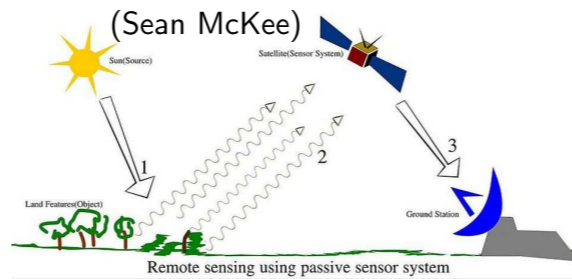 (Sean McKee)
Sun(Source)
Satellite(Sensor System)
1
2
3
Land Features(Object)
Ground Station
Remote sensing using passive sensor system